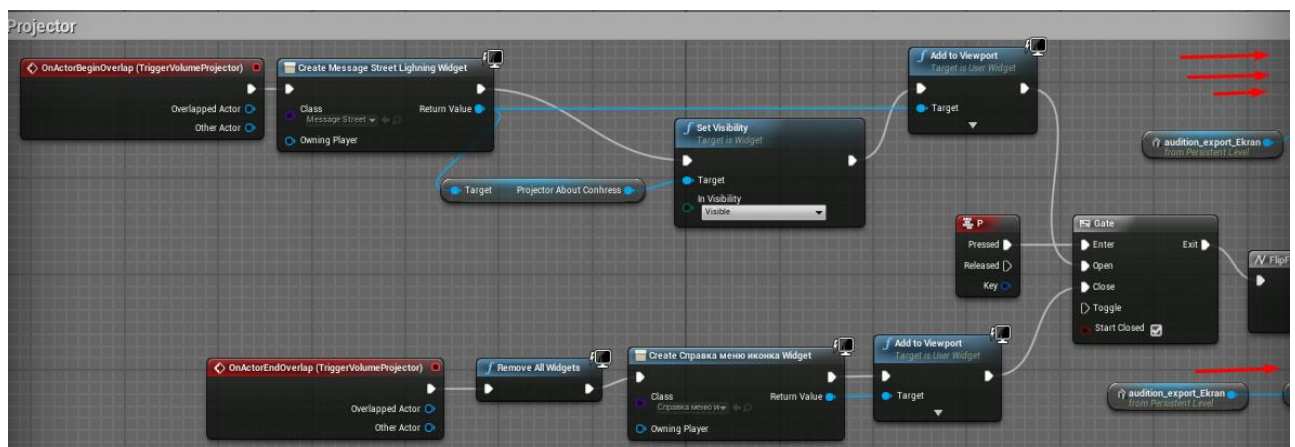 Projector
OnActorBeginOverlap (TriggerVolumeProjector)
Overlapped Actor
Other Actor
Create Message Street Lighning Widget
Class
Message Street
Return Value
Owning Player
Target
Projector About Conhress
Set Visibility
Target is Widget
Target
In Visibility
Visible
Add to Viewport
Target is User Widget
Target
audition_export_Ekran
from Persistent Level
P
Pressed
Released
Key
Gate
Enter
Exit
Open
Close
Toggle
Start Closed
FlipF
OnActorEndOverlap (TriggerVolumeProjector)
Overlapped Actor
Other Actor
Remove All Widgets
Create Справка меню иконка Widget
Class
Справка меню и
Return Value
Owning Player
Add to Viewport
Target is User Widget
Target
audition_export_Ekran
from Persistent Level